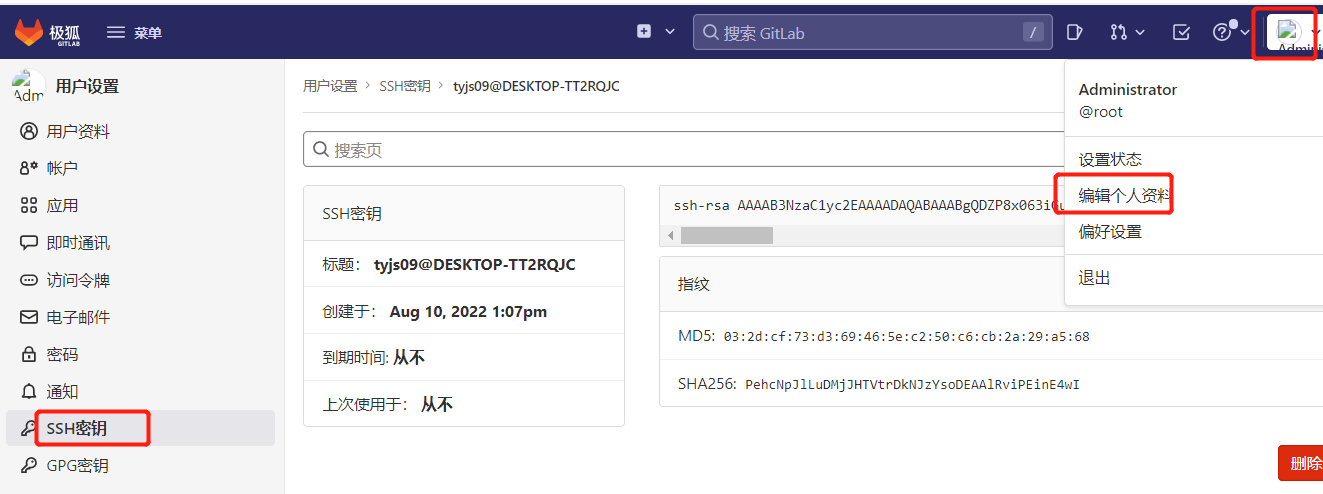 极狐 GITLAB 菜单 搜索 GitLab /
Adminis
Adm 用户设置
用户资料
帐户
应用
即时通讯
访问令牌
电子邮件
密码
通知
SSH密钥
GPG密钥
用户设置 > SSH密钥 > tyjs09@DESKTOP-TT2RQJC
搜索页
SSH密钥
标题： tyjs09@DESKTOP-TT2RQJC
创建于： Aug 10, 2022 1:07pm
到期时间: 从不
上次使用于： 从不
ssh-rsa AAAAB3NzaC1yc2EAAAADAQABAAABgQDZP8x063iGu
指纹
MD5: 03:2d:cf:73:d3:69:46:5e:c2:50:c6:cb:2a:29:a5:68
SHA256: PehcNpJlLuDMjJHTVtrDkNJzYsoDEAAlRviPEinE4wI
Administrator
@root
设置状态
编辑个人资料
偏好设置
退出
删除